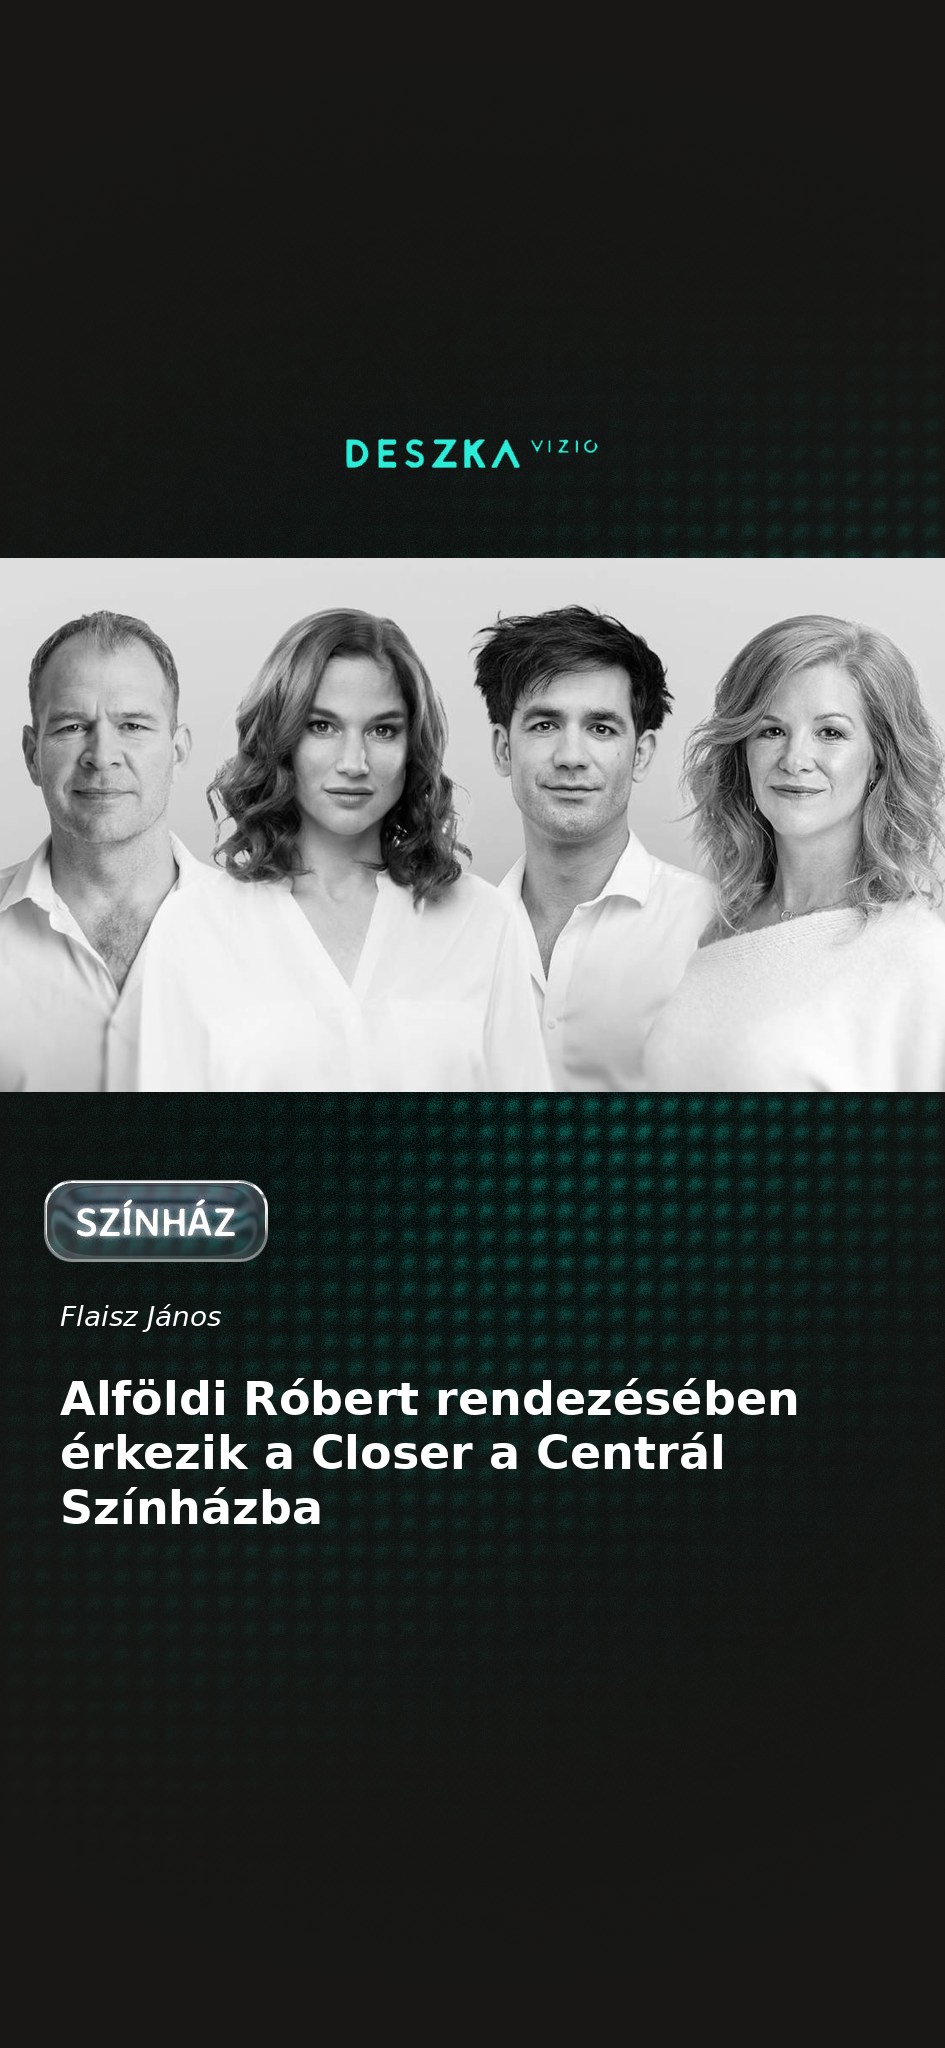 DESZKA VIZIO
SZÍNHÁZ
Flaisz János
Alföldi Róbert rendezésében
érkezik a Closer a Centrál
Színházba